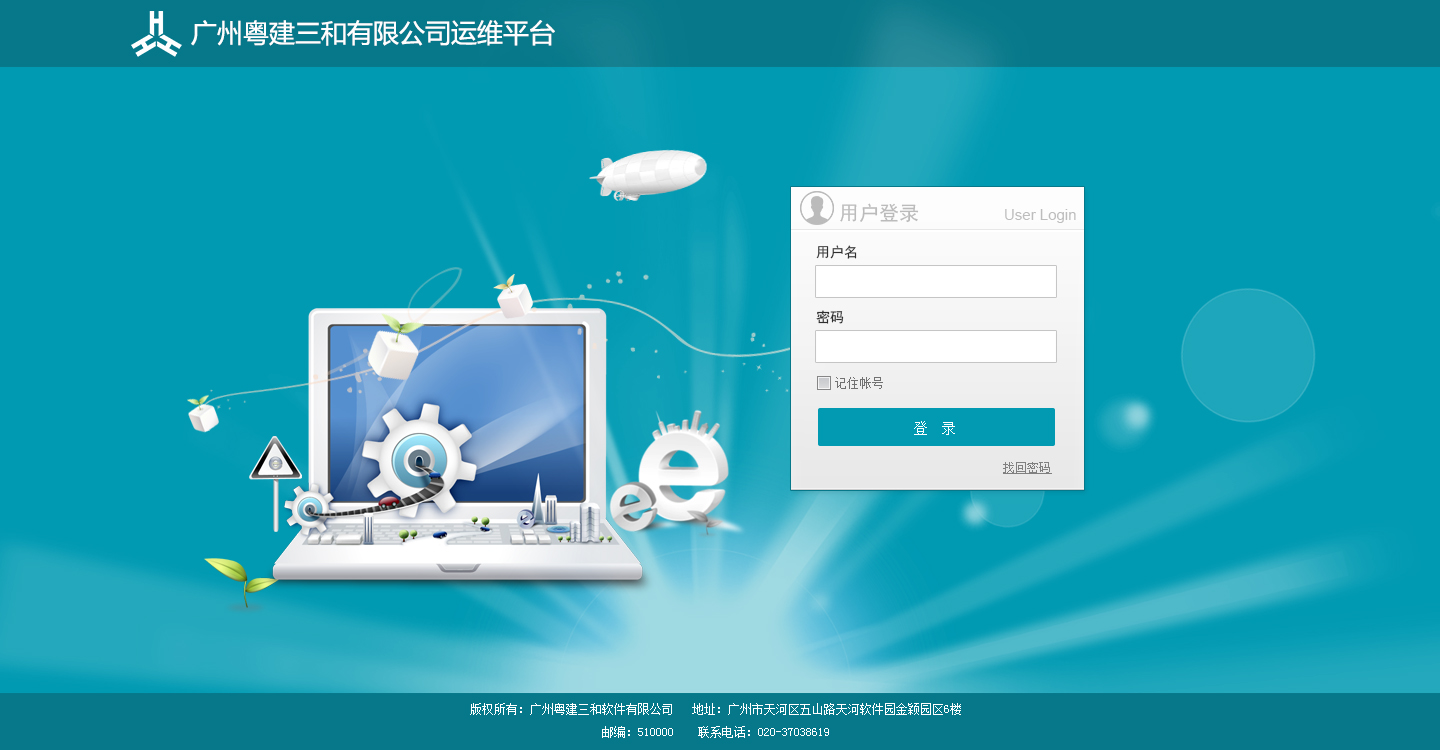 广州粤建三和有限公司运维平台
用户登录 User Login
用户名
密码
记住帐号
登 录
找回密码
版权所有：广州粤建三和软件有限公司 地址：广州市天河区五山路天河软件园金颖园区6楼
邮编：510000 联系电话：020-37038619